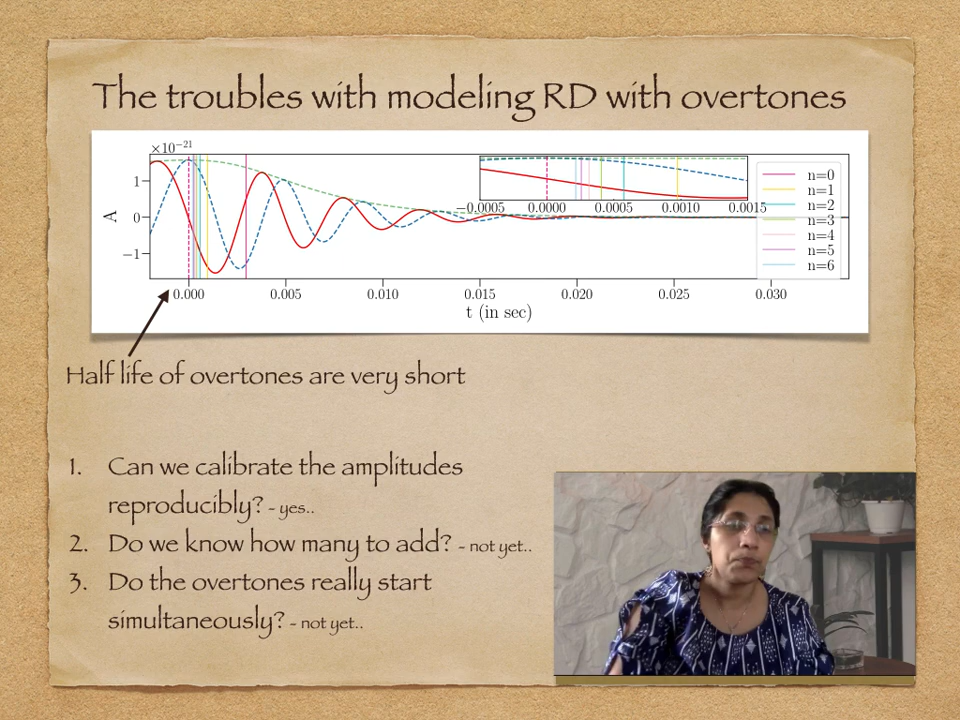 The troubles with modeling RD with overtones
×10⁻²¹
1
0
−1
A
−0.0005 0.0000 0.0005 0.0010 0.0015
n=0
n=1
n=2
n=3
n=4
n=5
n=6
0.000 0.005 0.010 0.015 0.020 0.025 0.030
t (in sec)
Half life of overtones are very short
1. Can we calibrate the amplitudes
reproducibly? - yes..
2. Do we know how many to add? - not yet..
3. Do the overtones really start
simultaneously? - not yet..